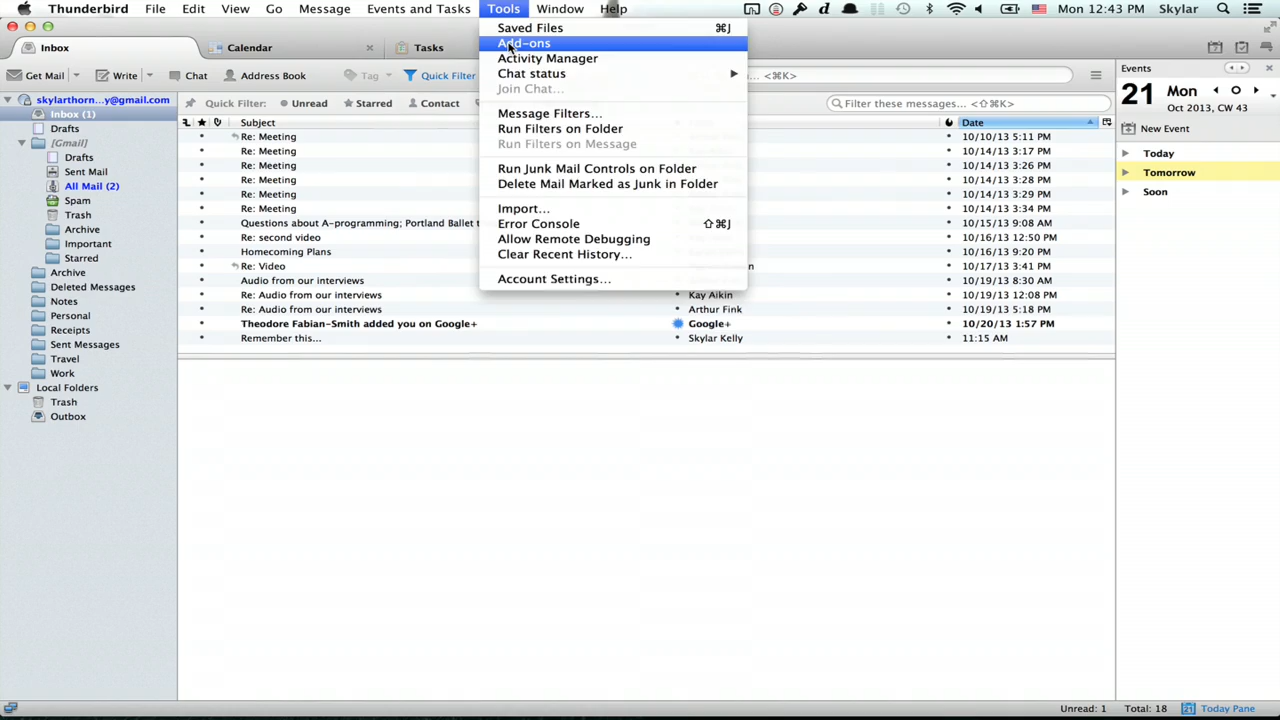 Thunderbird File Edit View Go Message Events and Tasks Tools Window Help Mon 12:43 PM Skylar
Inbox Calendar × Tasks
Get Mail Write Chat Address Book Tag Quick Filter ... <⌘K>
Quick Filter: Unread Starred Contact Filter these messages... <⇧⌘K>
Saved Files ⌘J
Add-ons
Activity Manager
Chat status
Join Chat...
Message Filters...
Run Filters on Folder
Run Filters on Message
Run Junk Mail Controls on Folder
Delete Mail Marked as Junk in Folder
Import...
Error Console ⇧⌘J
Allow Remote Debugging
Clear Recent History...
Account Settings...
skylarthorn...y@gmail.com
Inbox (1)
Drafts
[Gmail]
Drafts
Sent Mail
All Mail (2)
Spam
Trash
Archive
Important
Starred
Archive
Deleted Messages
Notes
Personal
Receipts
Sent Messages
Travel
Work
Local Folders
Trash
Outbox
Subject Date
Re: Meeting 10/10/13 5:11 PM
Re: Meeting 10/14/13 3:17 PM
Re: Meeting 10/14/13 3:26 PM
Re: Meeting 10/14/13 3:28 PM
Re: Meeting 10/14/13 3:29 PM
Re: Meeting 10/14/13 3:34 PM
Questions about A-programming; Portland Ballet t 10/15/13 9:08 AM
Re: second video 10/16/13 12:50 PM
Homecoming Plans 10/16/13 9:20 PM
Re: Video 10/17/13 3:41 PM
Audio from our interviews 10/19/13 8:30 AM
Re: Audio from our interviews Kay Aikin 10/19/13 12:08 PM
Re: Audio from our interviews Arthur Fink 10/19/13 5:18 PM
Theodore Fabian-Smith added you on Google+ Google+ 10/20/13 1:57 PM
Remember this... Skylar Kelly 11:15 AM
Events
21 Mon
Oct 2013, CW 43
New Event
Today
Tomorrow
Soon
Unread: 1 Total: 18 21 Today Pane